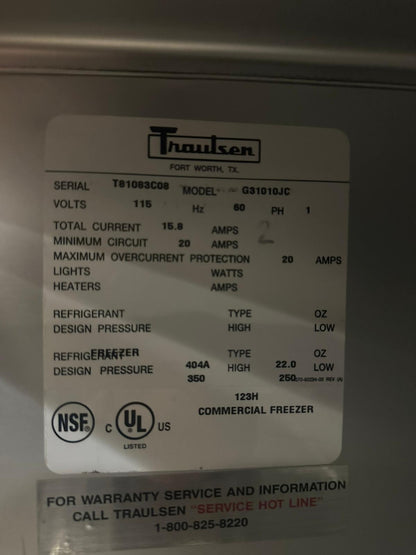 Traulsen
FORT WORTH, TX.
SERIAL T81083C08 MODEL G31010JC
VOLTS 115 Hz 60 PH 1
TOTAL CURRENT 15.8 AMPS 2
MINIMUM CIRCUIT 20 AMPS
MAXIMUM OVERCURRENT PROTECTION 20 AMPS
LIGHTS WATTS
HEATERS AMPS
REFRIGERANT TYPE OZ
DESIGN PRESSURE HIGH LOW
REFRIGERANT FREEZER 404A TYPE 22.0 OZ
DESIGN PRESSURE 350 HIGH 250 LOW
123H
COMMERCIAL FREEZER
NSF®
C UL US
LISTED
FOR WARRANTY SERVICE AND INFORMATION
CALL TRAULSEN "SERVICE HOT LINE"
1-800-825-8220